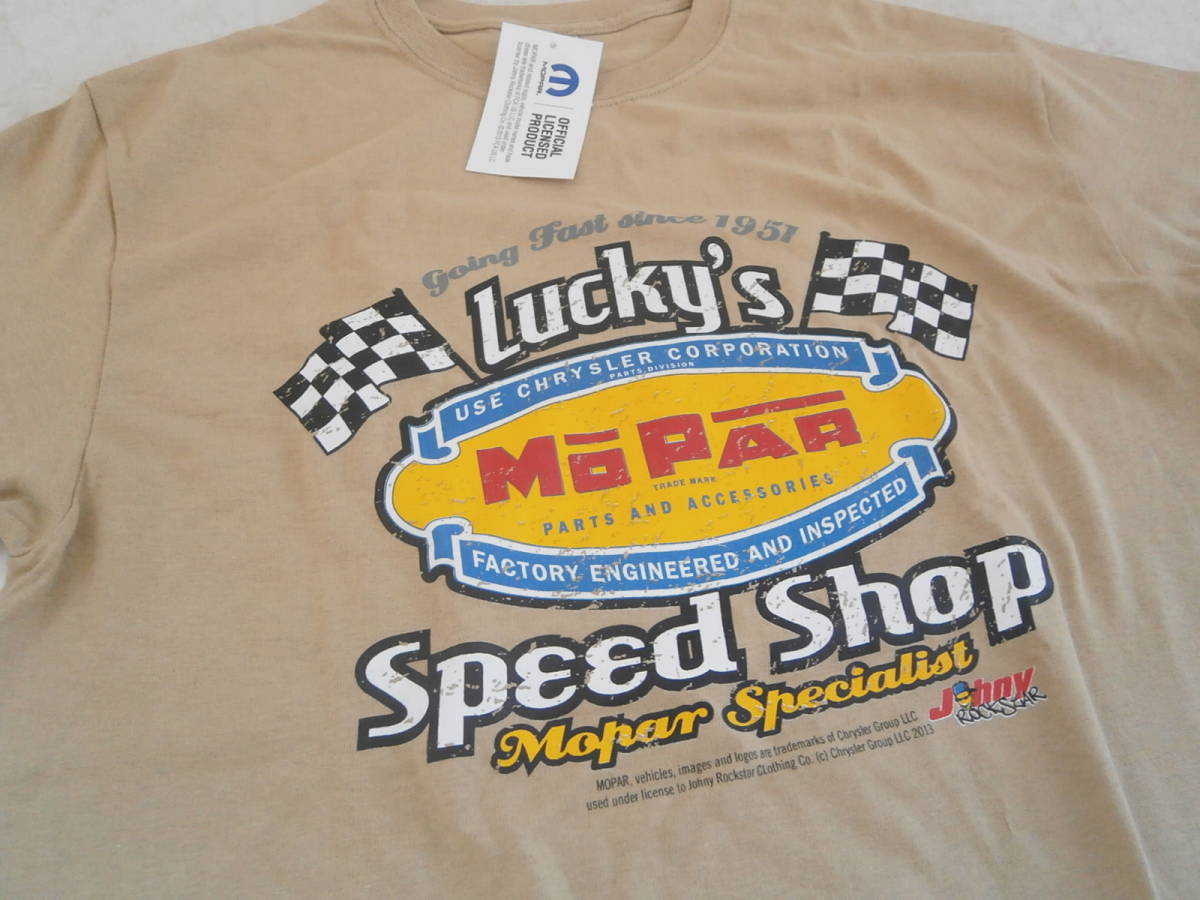 MOPAR
OFFICIAL
LICENSED
PRODUCT
Going Fast since 1951
Lucky's
USE CHRYSLER CORPORATION
PARTS DIVISION
MOPAR
TRADE MARK
PARTS AND ACCESSORIES
FACTORY ENGINEERED AND INSPECTED
Speed Shop
Mopar Specialist
Johny
ROCKSTAR
MOPAR, vehicles, images and logos are trademarks of Chrysler Group LLC
used under license to Johny Rockstar CLothing Co. (c) Chrysler Group LLC 2013